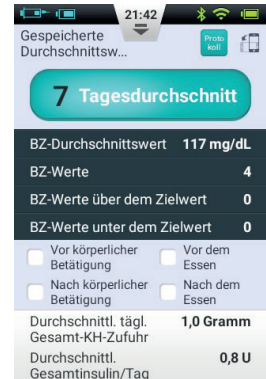 21:42
Gespeicherte
Durchschnittsw...
Proto
koll
7 Tagesdurchschnitt
BZ-Durchschnittswert 117 mg/dL
BZ-Werte 4
BZ-Werte über dem Zielwert 0
BZ-Werte unter dem Zielwert 0
Vor körperlicher Vor dem
Betätigung Essen
Nach körperlicher Nach dem
Betätigung Essen
Durchschnittl. tägl. 1,0 Gramm
Gesamt-KH-Zufuhr
Durchschnittl. 0,8 U
Gesamtinsulin/Tag